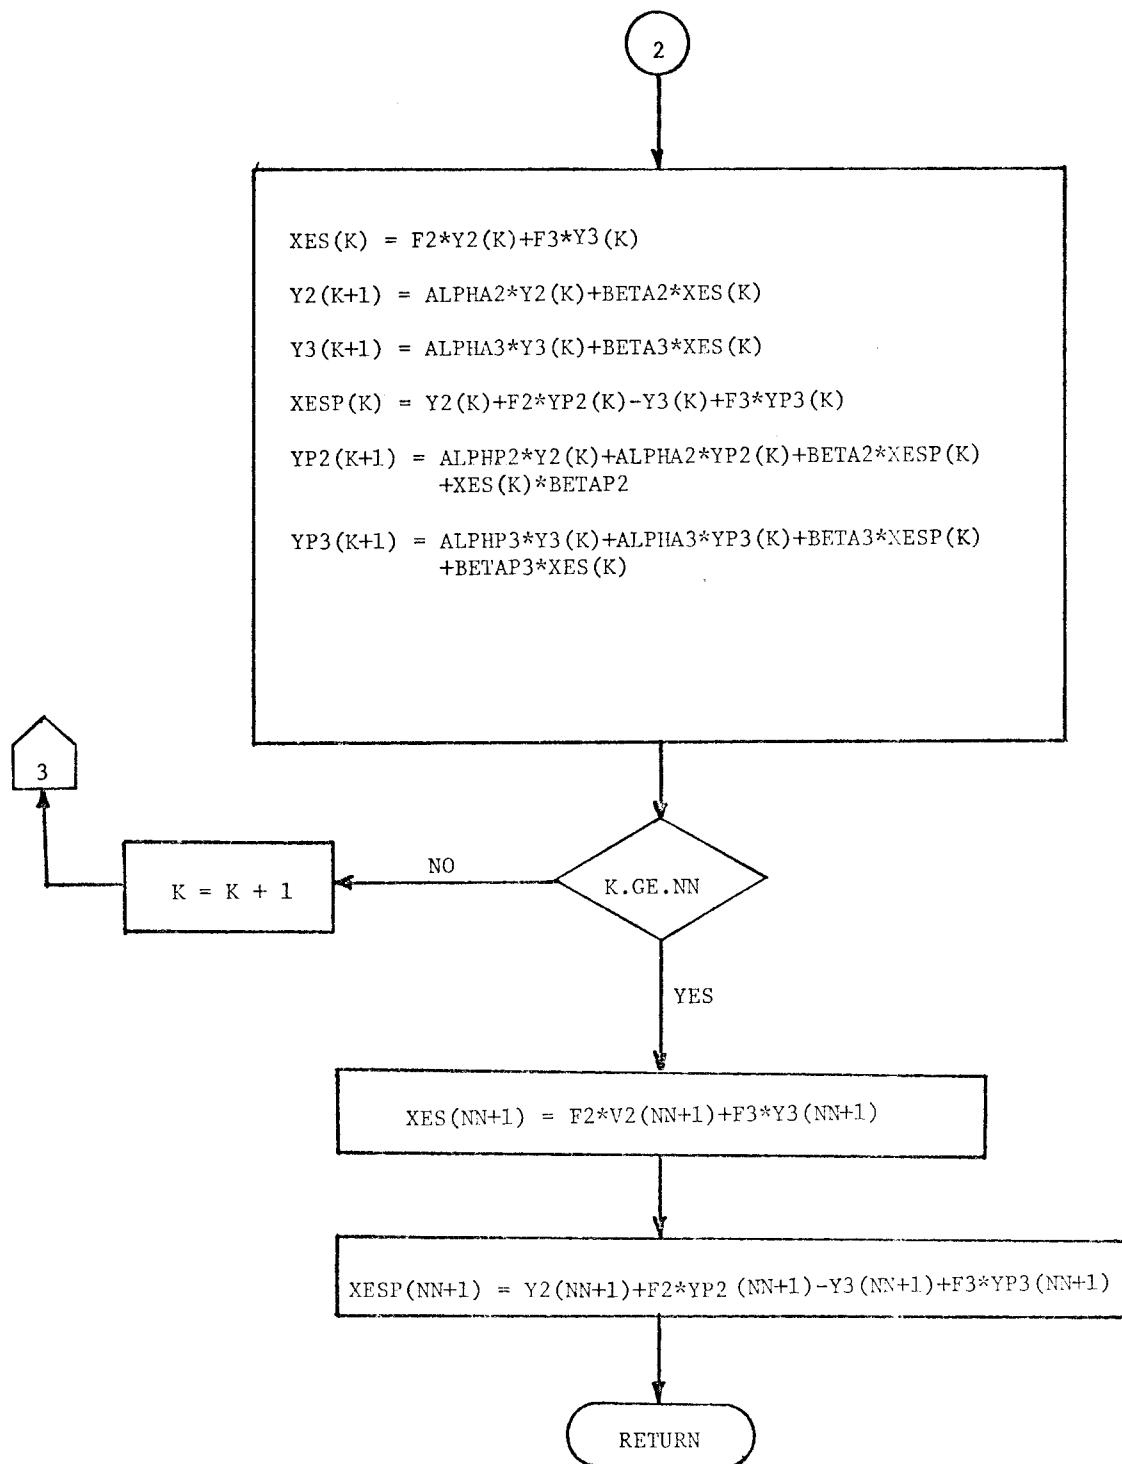 2
XES(K) = F2*Y2(K)+F3*Y3(K)
Y2(K+1) = ALPHA2*Y2(K)+BETA2*XES(K)
Y3(K+1) = ALPHA3*Y3(K)+BETA3*XES(K)
XESP(K) = Y2(K)+F2*YP2(K)-Y3(K)+F3*YP3(K)
YP2(K+1) = ALPHP2*Y2(K)+ALPHA2*YP2(K)+BETA2*XESP(K)
+XES(K)*BETAP2
YP3(K+1) = ALPHP3*Y3(K)+ALPHA3*YP3(K)+BETA3*XESP(K)
+BETAP3*XES(K)
3
K = K + 1
NO
K.GE.NN
YES
XES(NN+1) = F2*V2(NN+1)+F3*Y3(NN+1)
XESP(NN+1) = Y2(NN+1)+F2*YP2(NN+1)-Y3(NN+1)+F3*YP3(NN+1)
RETURN